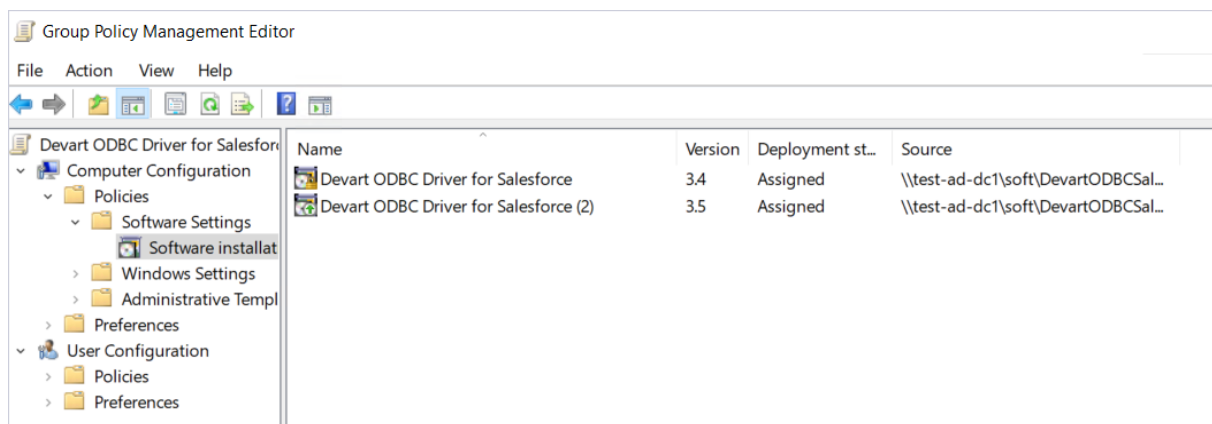 Group Policy Management Editor
File Action View Help
Devart ODBC Driver for Salesfor
Computer Configuration
Policies
Software Settings
Software installat
Windows Settings
Administrative Templ
Preferences
User Configuration
Policies
Preferences
Name Version Deployment st... Source
Devart ODBC Driver for Salesforce 3.4 Assigned \\test-ad-dc1\soft\DevartODBCSal...
Devart ODBC Driver for Salesforce (2) 3.5 Assigned \\test-ad-dc1\soft\DevartODBCSal...